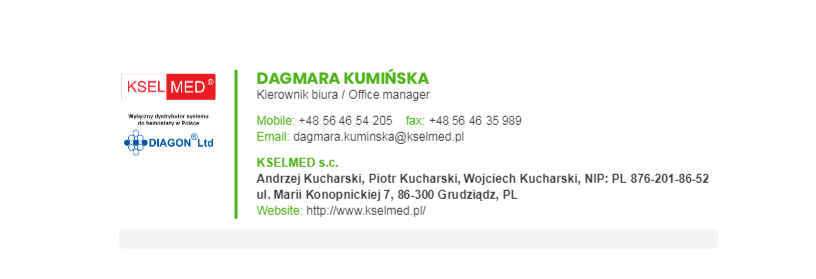 KSELMED®
Wyłączny dystrybutor systemu
do hemostazy w Polsce
DIAGON® Ltd
DAGMARA KUMIŃSKA
Kierownik biura / Office manager
Mobile: +48 56 46 54 205 fax: +48 56 46 35 989
Email: dagmara.kuminska@kselmed.pl
KSELMED s.c.
Andrzej Kucharski, Piotr Kucharski, Wojciech Kucharski, NIP: PL 876-201-86-52
ul. Marii Konopnickiej 7, 86-300 Grudziądz, PL
Website: http://www.kselmed.pl/